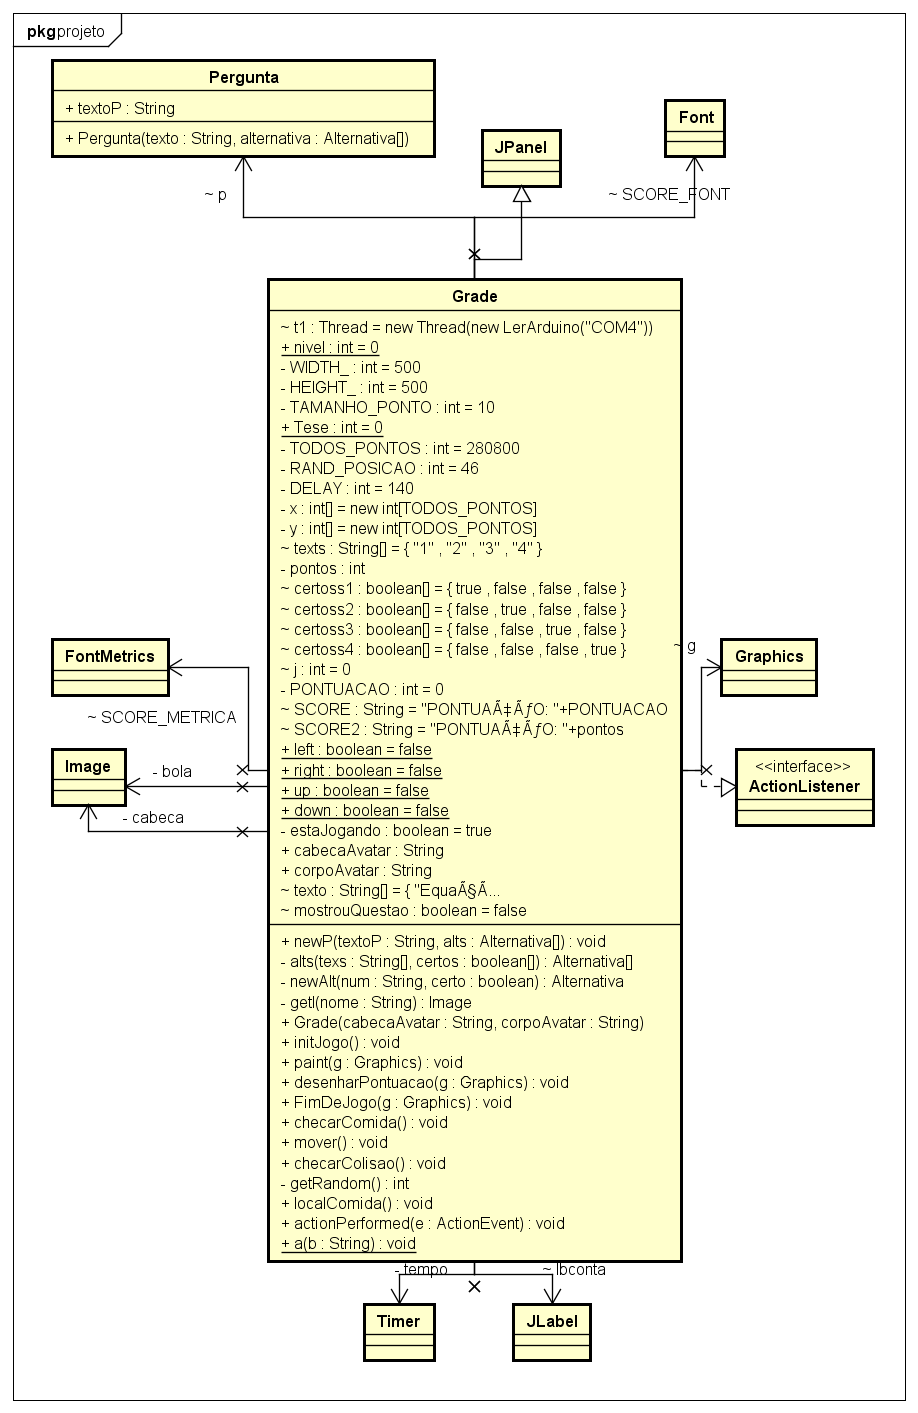 pkg projeto
Pergunta
+ textoP : String
+ Pergunta(texto : String, alternativa : Alternativa[])
JPanel
Font
~ p
~ SCORE_FONT
Grade
~ t1 : Thread = new Thread(new LerArduino("COM4"))
+ nivel : int = 0
- WIDTH_ : int = 500
- HEIGHT_ : int = 500
- TAMANHO_PONTO : int = 10
+ Tese : int = 0
- TODOS_PONTOS : int = 280800
- RAND_POSICAO : int = 46
- DELAY : int = 140
- x : int[] = new int[TODOS_PONTOS]
- y : int[] = new int[TODOS_PONTOS]
~ texts : String[] = { "1" , "2" , "3" , "4" }
- pontos : int
~ certoss1 : boolean[] = { true , false , false , false }
~ certoss2 : boolean[] = { false , true , false , false }
~ certoss3 : boolean[] = { false , false , true , false }
~ certoss4 : boolean[] = { false , false , false , true }
~ j : int = 0
- PONTUACAO : int = 0
~ SCORE : String = "PONTUAÃ‡ÃƒO: "+PONTUACAO
~ SCORE2 : String = "PONTUAÃ‡ÃƒO: "+pontos
+ left : boolean = false
+ right : boolean = false
+ up : boolean = false
+ down : boolean = false
- estaJogando : boolean = true
+ cabecaAvatar : String
+ corpoAvatar : String
~ texto : String[] = { "EquaÃ§Ã...
~ mostrouQuestao : boolean = false
+ newP(textoP : String, alts : Alternativa[]) : void
- alts(texs : String[], certos : boolean[]) : Alternativa[]
- newAlt(num : String, certo : boolean) : Alternativa
- getI(nome : String) : Image
+ Grade(cabecaAvatar : String, corpoAvatar : String)
+ initJogo() : void
+ paint(g : Graphics) : void
+ desenharPontuacao(g : Graphics) : void
+ FimDeJogo(g : Graphics) : void
+ checarComida() : void
+ mover() : void
+ checarColisao() : void
- getRandom() : int
+ localComida() : void
+ actionPerformed(e : ActionEvent) : void
+ a(b : String) : void
FontMetrics
~ SCORE_METRICA
Image
- bola
- cabeca
~ g
Graphics
<<interface>>
ActionListener
- tempo
~ lbconta
Timer
JLabel